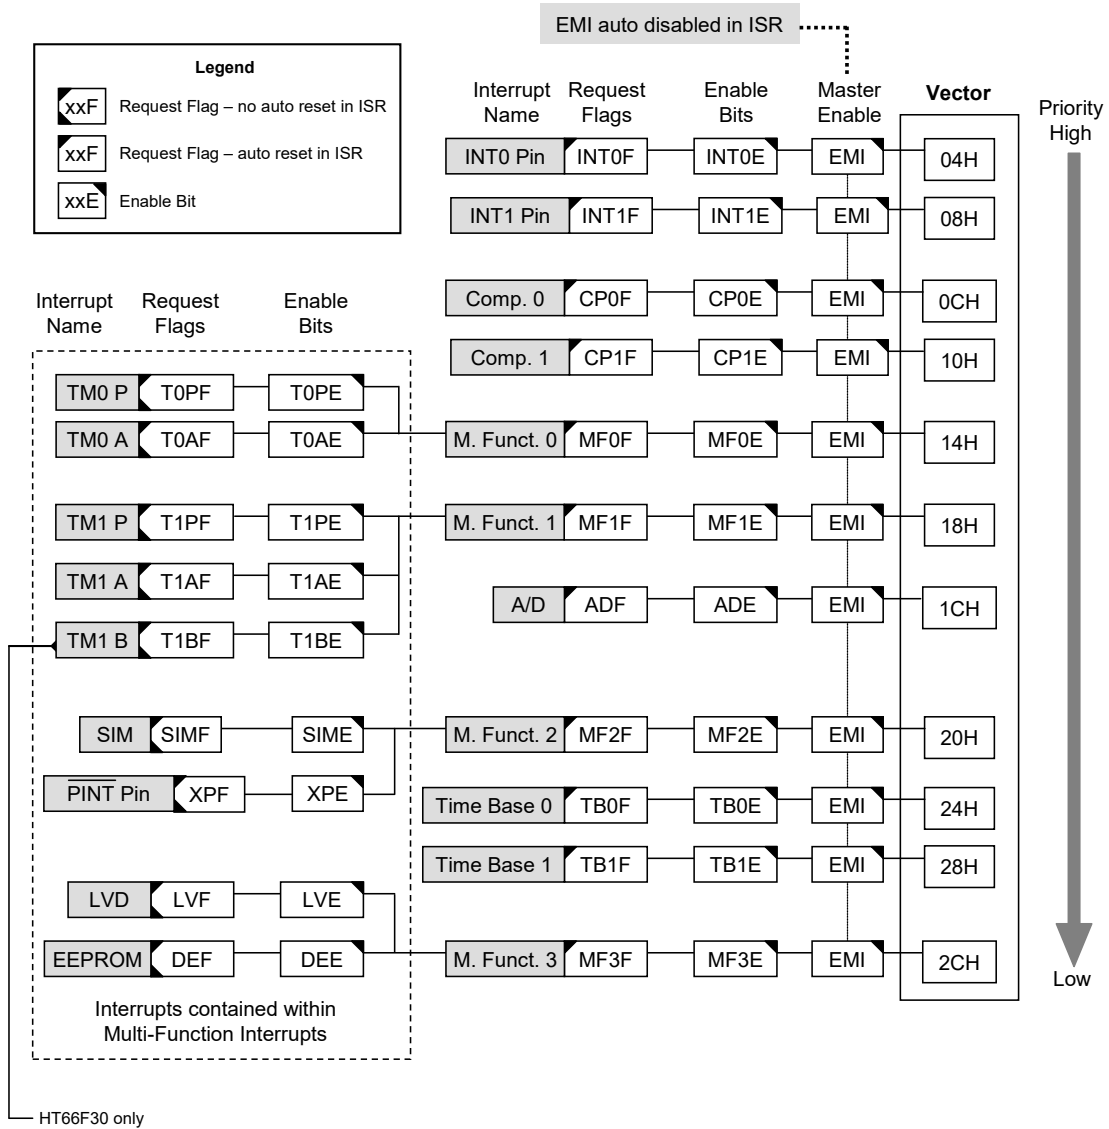 EMI auto disabled in ISR
Legend
xxF Request Flag – no auto reset in ISR
xxF Request Flag – auto reset in ISR
xxE Enable Bit
Interrupt Name Request Flags Enable Bits Master Enable Vector
Priority High
INT0 Pin INT0F INT0E EMI 04H
INT1 Pin INT1F INT1E EMI 08H
Comp. 0 CP0F CP0E EMI 0CH
Comp. 1 CP1F CP1E EMI 10H
Interrupt Name Request Flags Enable Bits
TM0 P T0PF T0PE
TM0 A T0AF T0AE M. Funct. 0 MF0F MF0E EMI 14H
TM1 P T1PF T1PE M. Funct. 1 MF1F MF1E EMI 18H
TM1 A T1AF T1AE A/D ADF ADE EMI 1CH
TM1 B T1BF T1BE
SIM SIMF SIME M. Funct. 2 MF2F MF2E EMI 20H
PINT Pin XPF XPE Time Base 0 TB0F TB0E EMI 24H
Time Base 1 TB1F TB1E EMI 28H
LVD LVF LVE
EEPROM DEF DEE M. Funct. 3 MF3F MF3E EMI 2CH
Low
Interrupts contained within
Multi-Function Interrupts
HT66F30 only